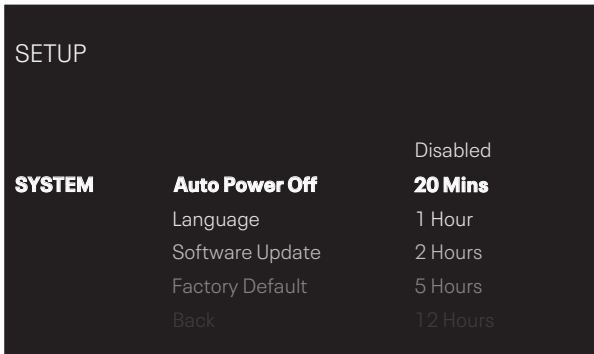 SETUP
Disabled
SYSTEM Auto Power Off 20 Mins
Language 1 Hour
Software Update 2 Hours
Factory Default 5 Hours
Back 12 Hours